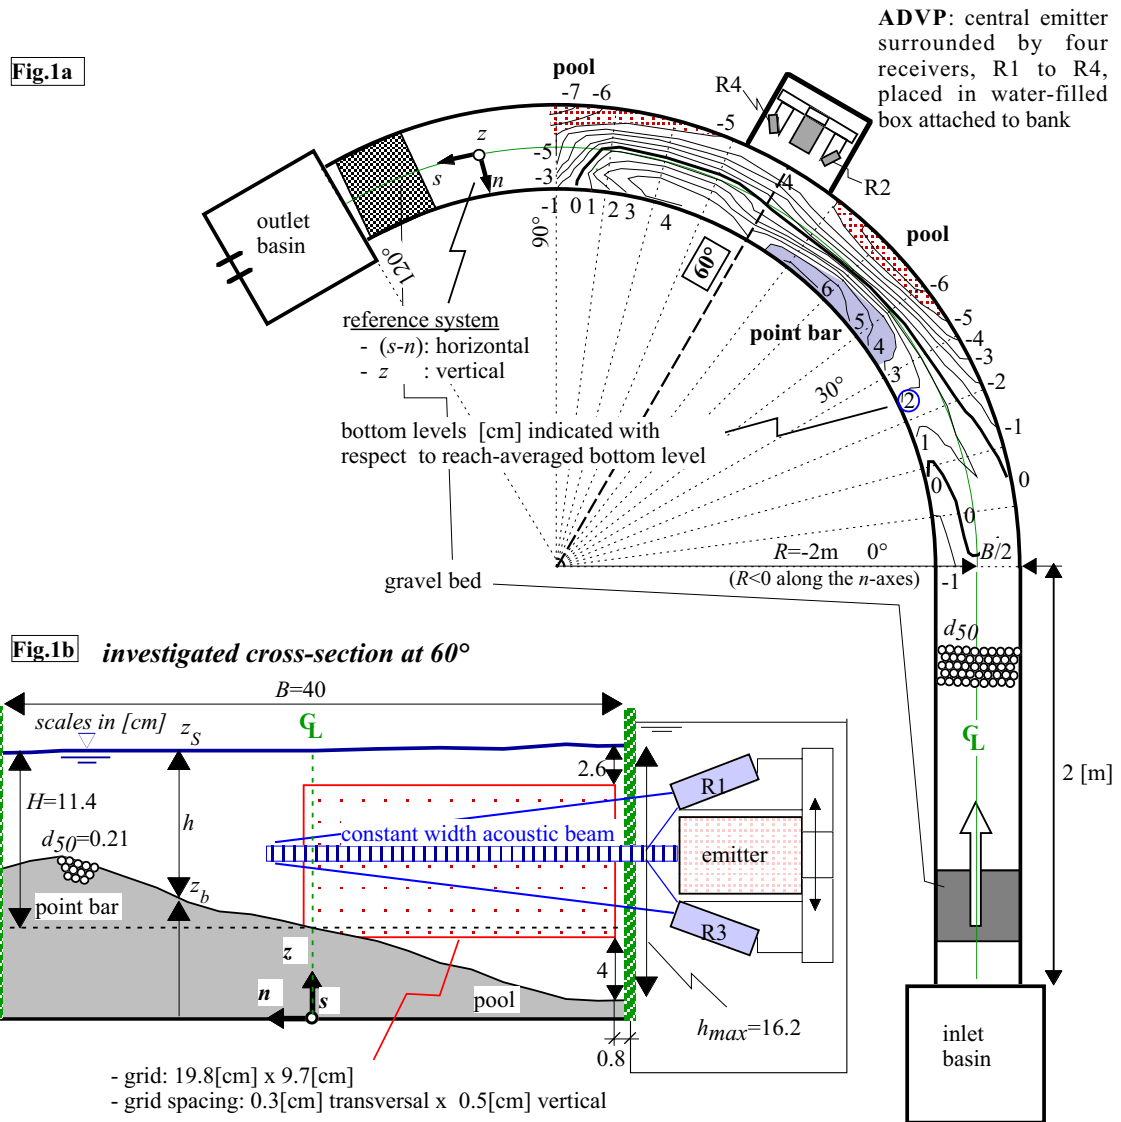 ADVP: central emitter
surrounded by four
receivers, R1 to R4,
placed in water-filled
box attached to bank
Fig.1a
pool
-7 -6
-5
R4
R2
z
s
n
-5
-3
-1 0 1 2 3 4
4
outlet
basin
120°
90°
60°
pool
-6
-5
-4
-3
-2
-1
0
6
5
4
3
2
point bar
30°
reference system
- (s-n): horizontal
- z : vertical
bottom levels [cm] indicated with
respect to reach-averaged bottom level
1
0
0
R=-2m 0° B/2
(R<0 along the n-axes)
-1
gravel bed
d50
Fig.1b investigated cross-section at 60°
B=40
scales in [cm]
zS
CL
CL
2.6
H=11.4
h
d50=0.21
constant width acoustic beam
R1
emitter
R3
zb
point bar
z
n
s
pool
4
0.8
hmax=16.2
2 [m]
inlet
basin
- grid: 19.8[cm] x 9.7[cm]
- grid spacing: 0.3[cm] transversal x 0.5[cm] vertical